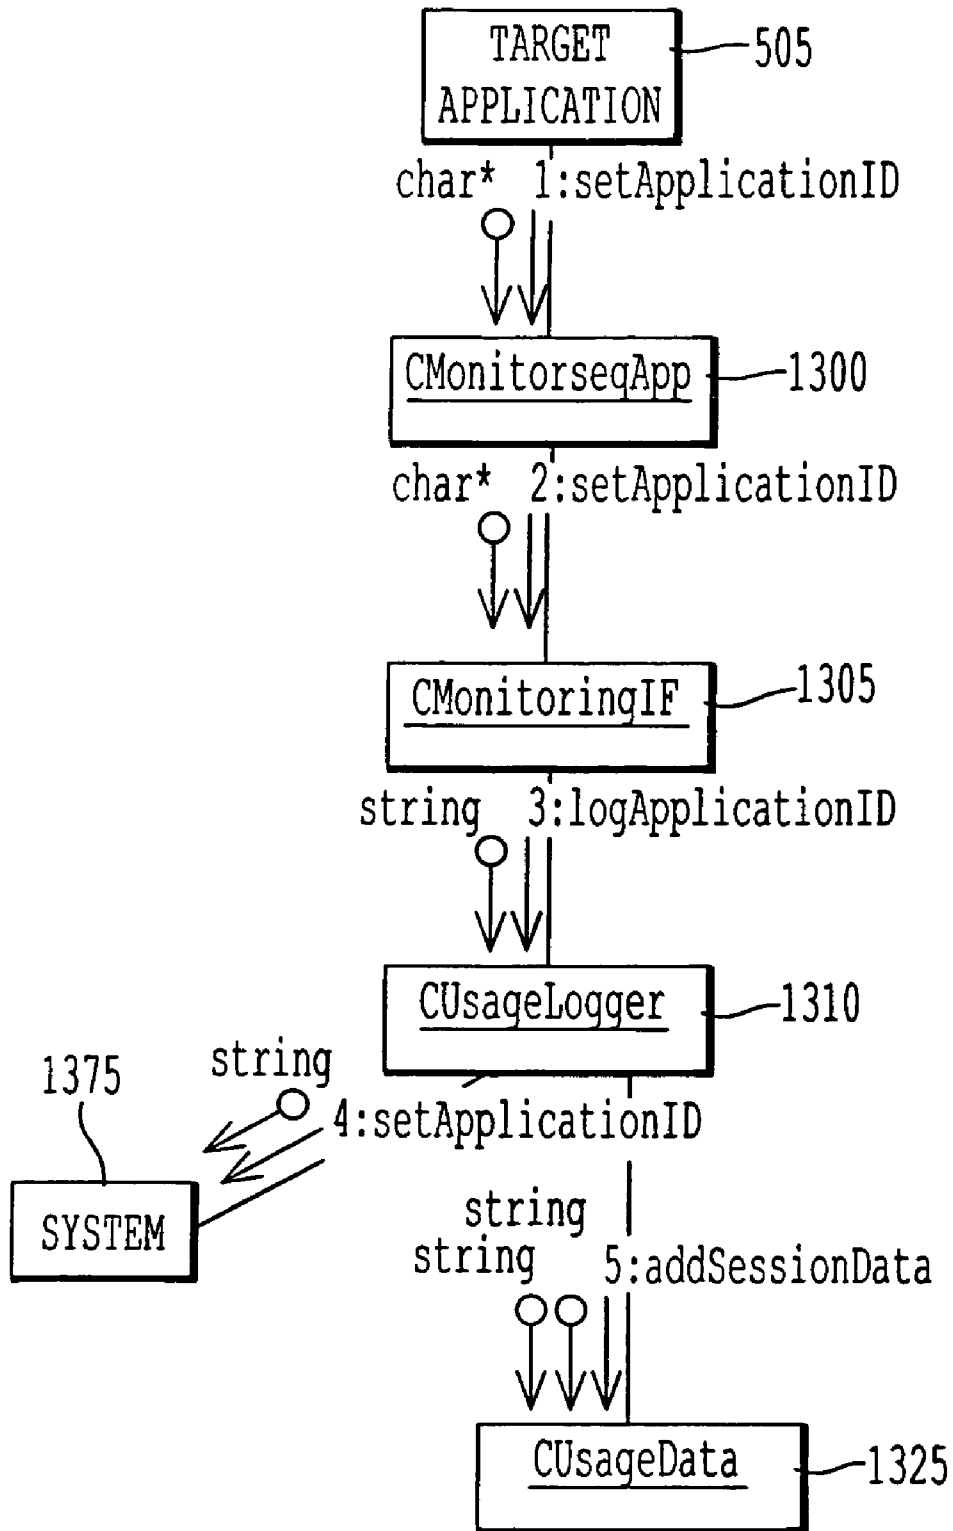 TARGET
APPLICATION
505
char* 1:setApplicationID
CMonitorseqApp
1300
char* 2:setApplicationID
CMonitoringIF
1305
string 3:logApplicationID
CUsageLogger
1310
string
1375
4:setApplicationID
SYSTEM
string
string
5:addSessionData
CUsageData
1325